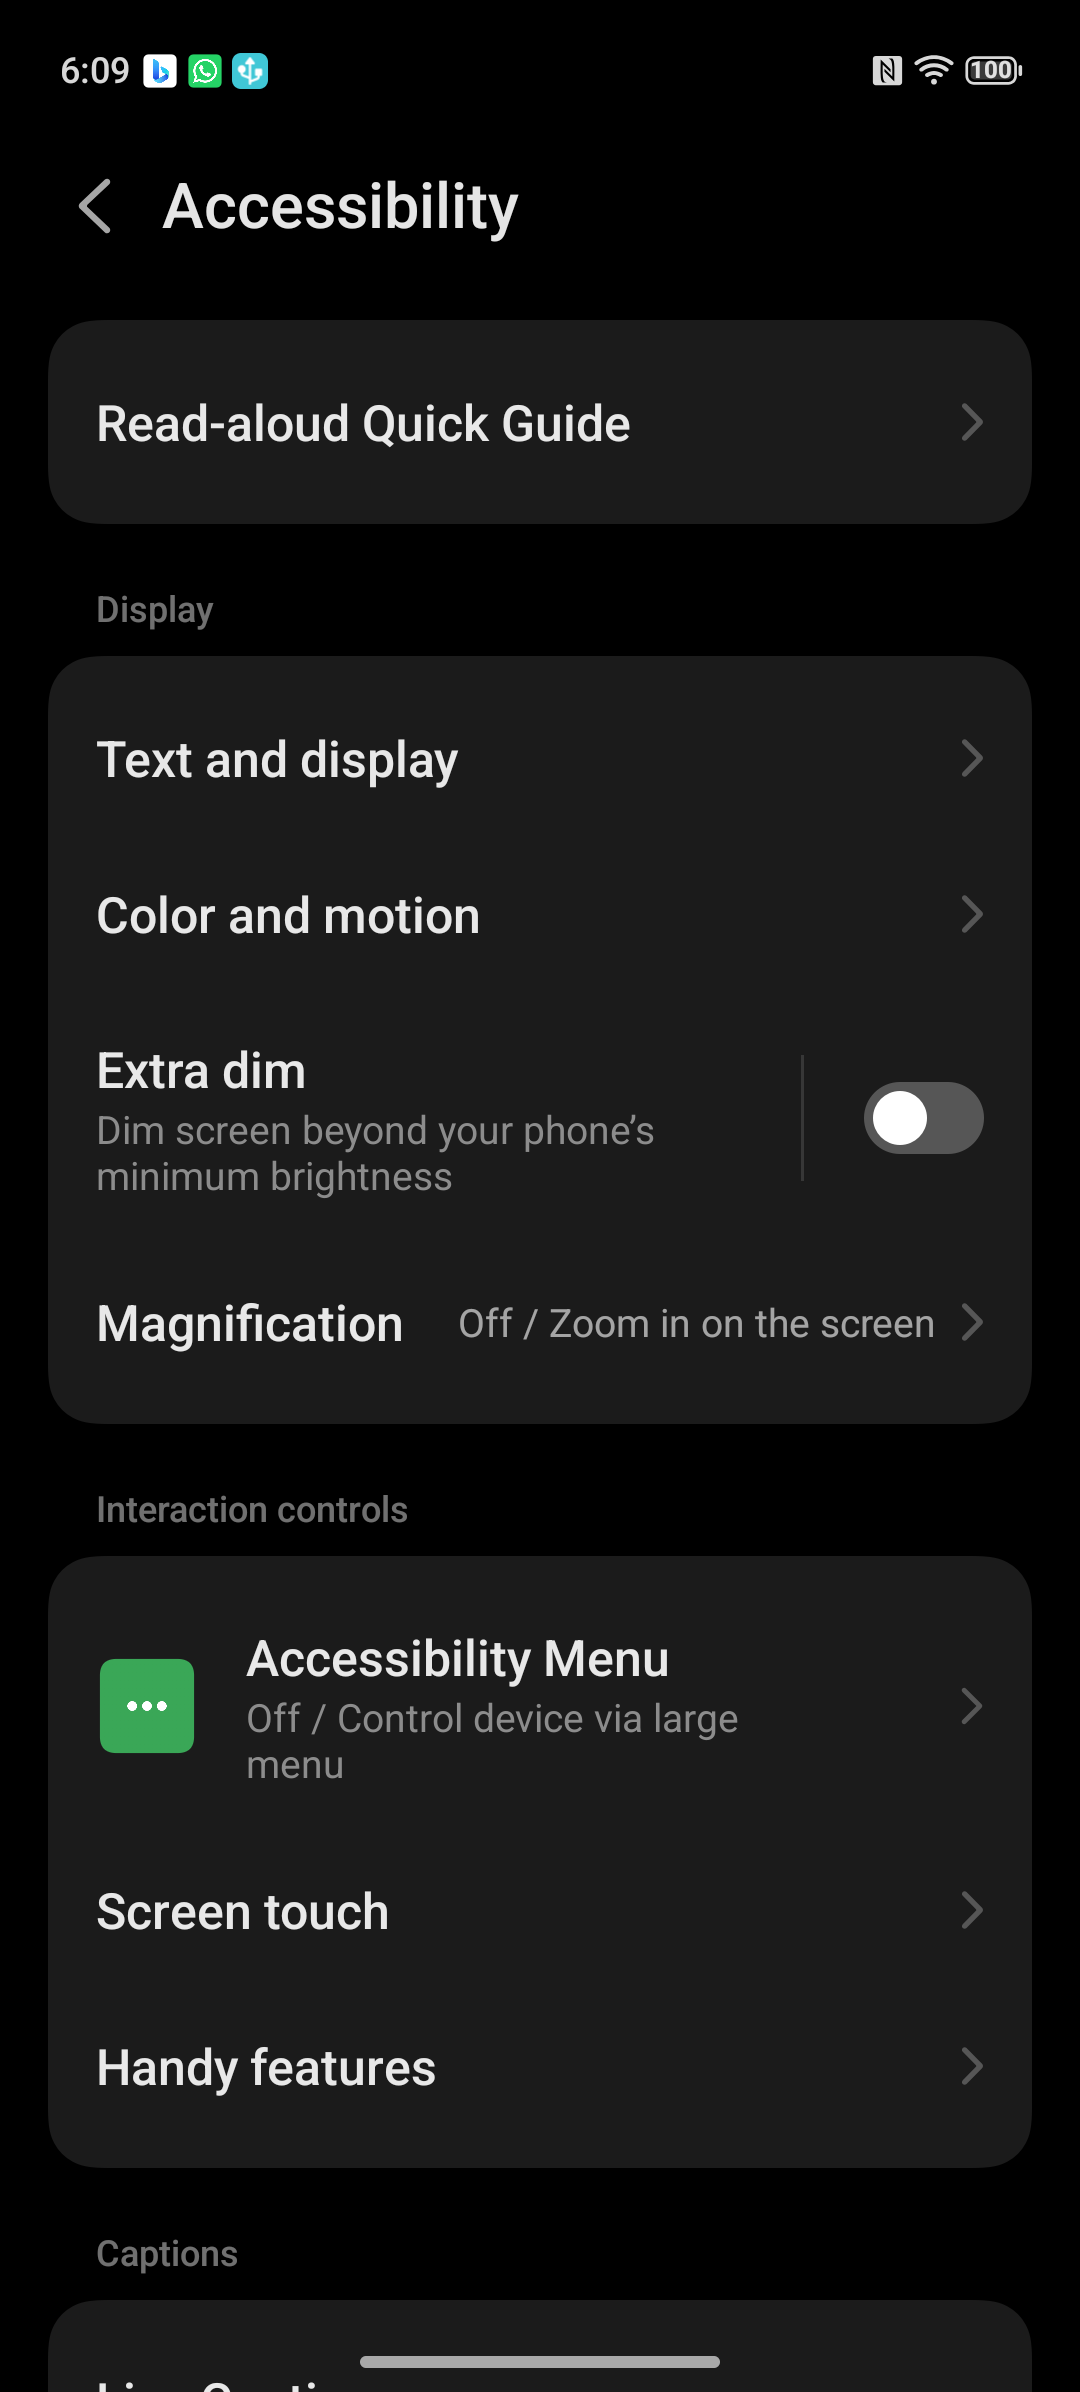 6:09
100
Accessibility
Read-aloud Quick Guide
Display
Text and display
Color and motion
Extra dim
Dim screen beyond your phone’s
minimum brightness
Magnification Off / Zoom in on the screen
Interaction controls
Accessibility Menu
Off / Control device via large
menu
Screen touch
Handy features
Captions